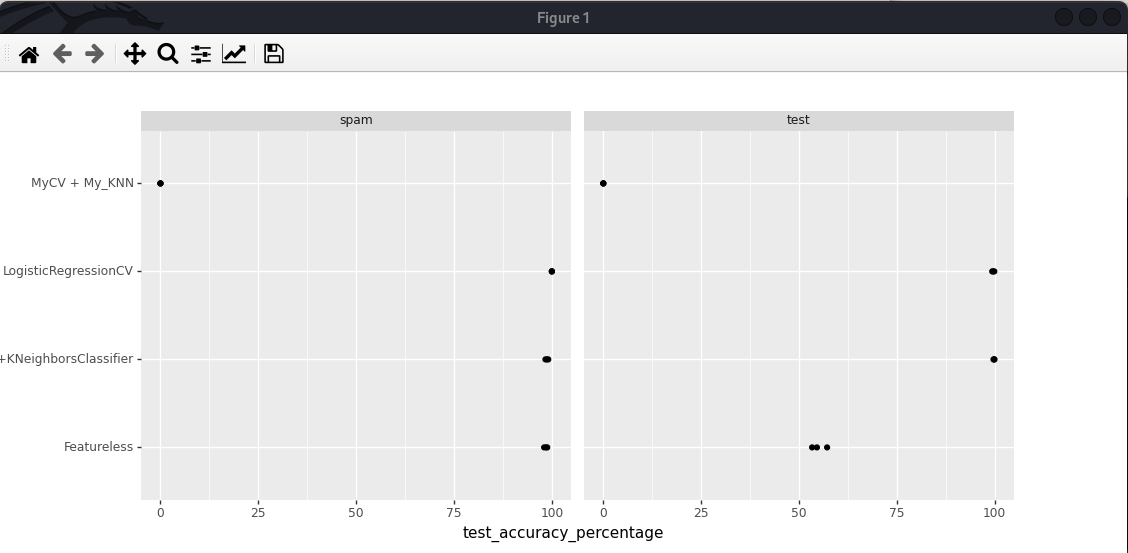 Figure 1
spam test
MyCV + My_KNN
LogisticRegressionCV
+KNeighborsClassifier
Featureless
0 25 50 75 100 0 25 50 75 100
test_accuracy_percentage